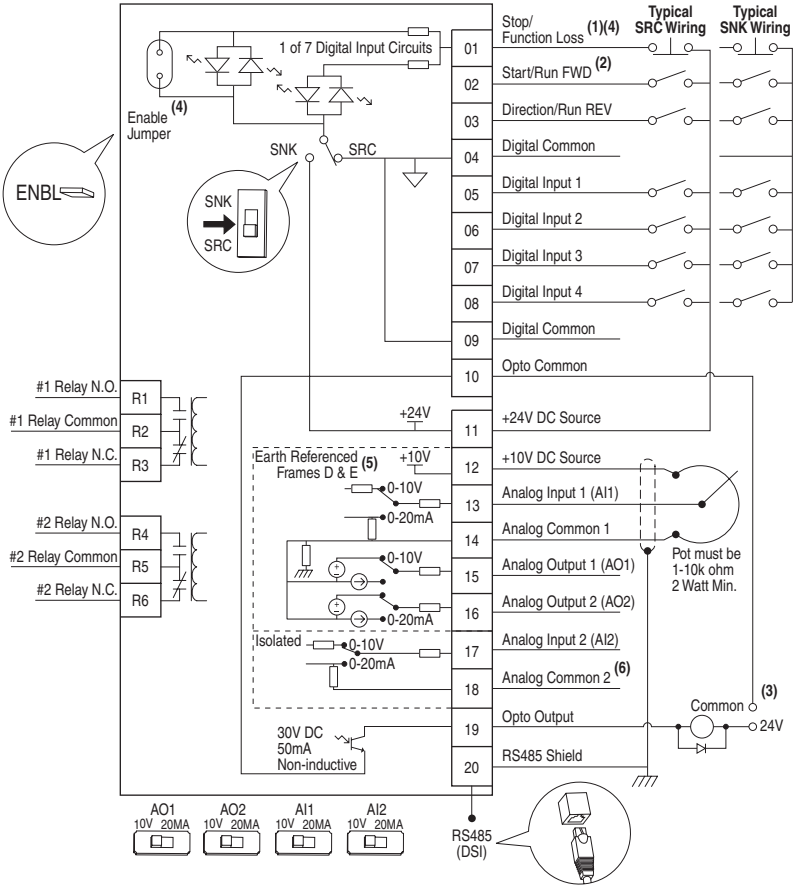 Typical
SRC Wiring
Typical
SNK Wiring
1 of 7 Digital Input Circuits
Enable (4)
Jumper
ENBL
SNK
SRC
SNK
SRC
01
Stop/
Function Loss (1)(4)
02
Start/Run FWD (2)
03
Direction/Run REV
04
Digital Common
05
Digital Input 1
06
Digital Input 2
07
Digital Input 3
08
Digital Input 4
09
Digital Common
10
Opto Common
#1 Relay N.O.
R1
#1 Relay Common
R2
#1 Relay N.C.
R3
#2 Relay N.O.
R4
#2 Relay Common
R5
#2 Relay N.C.
R6
+24V
11
+24V DC Source
Earth Referenced
Frames D & E (5)
+10V
12
+10V DC Source
0-10V
0-20mA
13
Analog Input 1 (AI1)
14
Analog Common 1
0-10V
15
Analog Output 1 (AO1)
0-20mA
16
Analog Output 2 (AO2)
Pot must be
1-10k ohm
2 Watt Min.
Isolated
0-10V
0-20mA
17
Analog Input 2 (AI2)
18
Analog Common 2 (6)
19
Opto Output
Common
(3)
24V
30V DC
50mA
Non-inductive
20
RS485 Shield
AO1
10V 20MA
AO2
10V 20MA
AI1
10V 20MA
AI2
10V 20MA
RS485
(DSI)